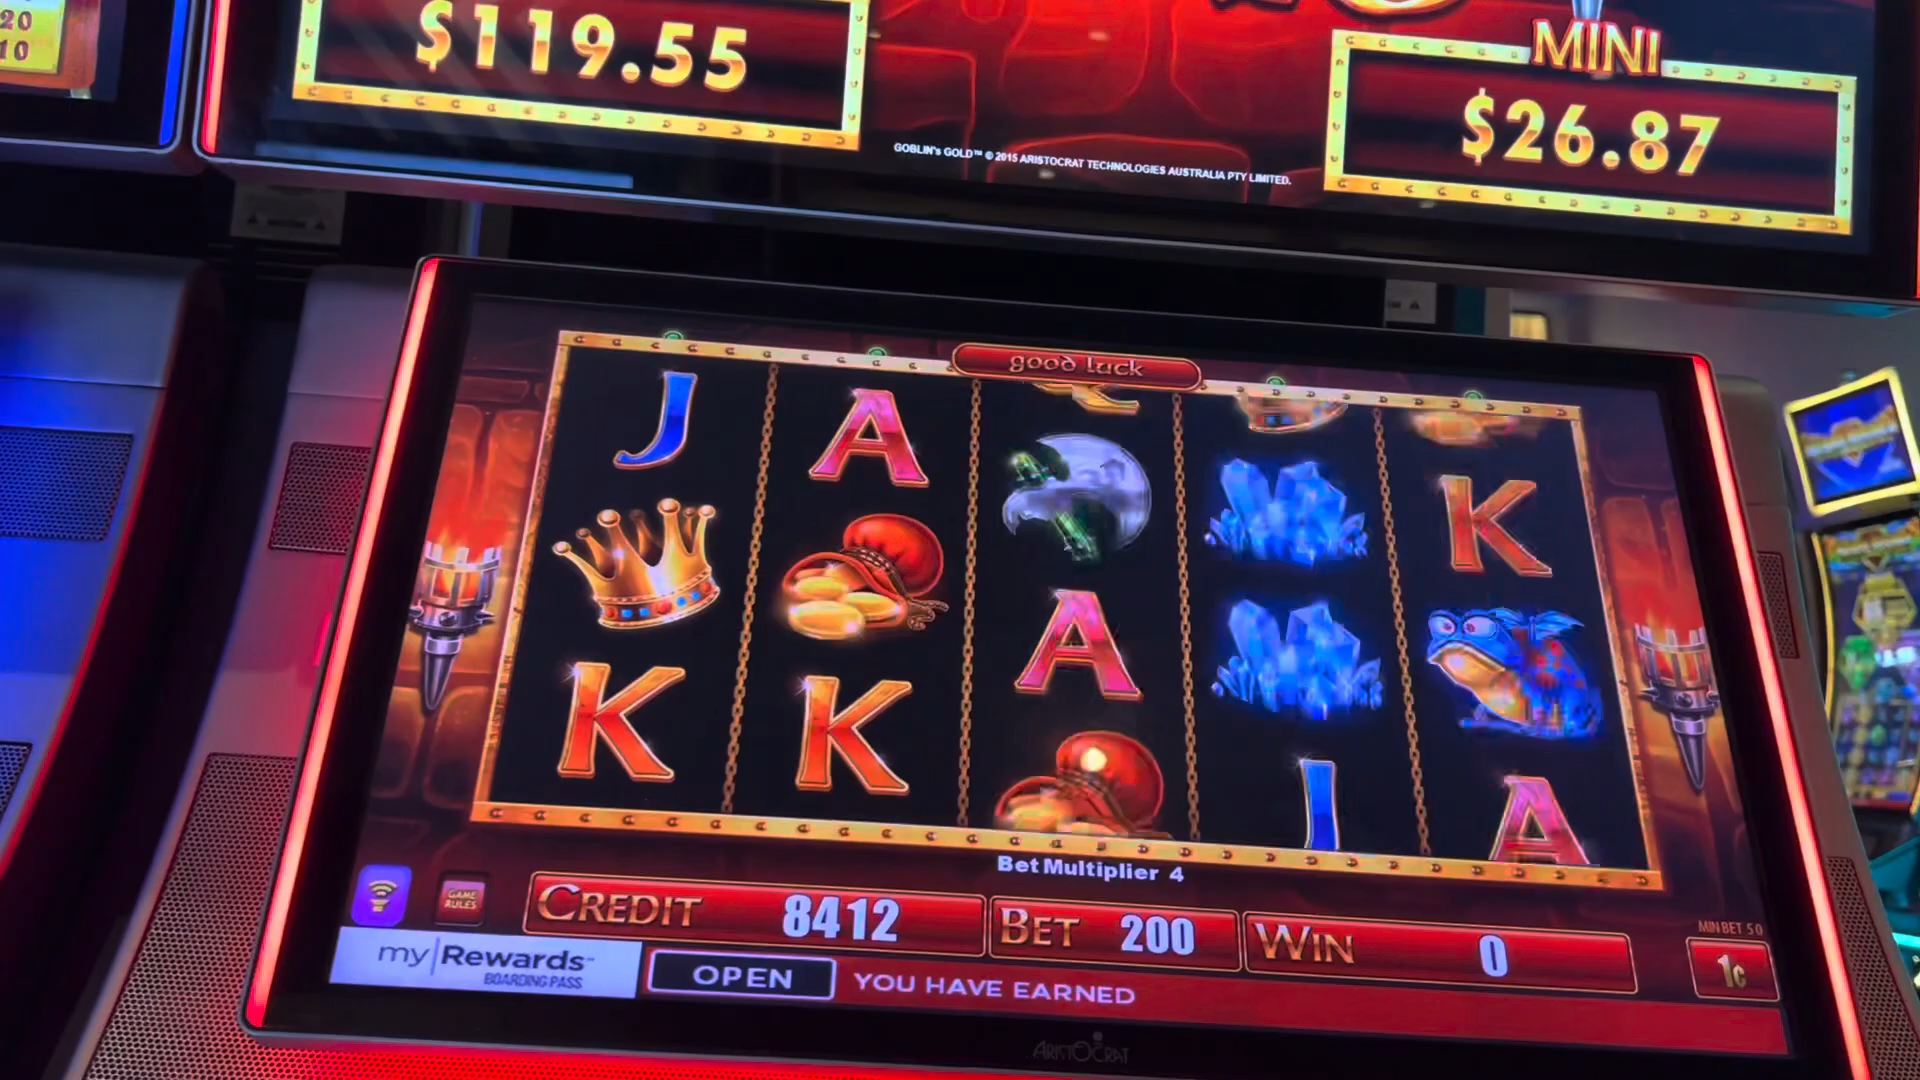 20
10
$119.55
MINI
$26.87
GOBLIN's GOLD™ © 2015 ARISTOCRAT TECHNOLOGIES AUSTRALIA PTY LIMITED.
good luck
J
A
K
A
K
K
J
A
Bet Multiplier 4
GAME RULES
CREDIT 8412
BET 200
WIN 0
MIN BET 50
1¢
my|Rewards
BOARDING PASS
OPEN
YOU HAVE EARNED
ARISTOCRAT